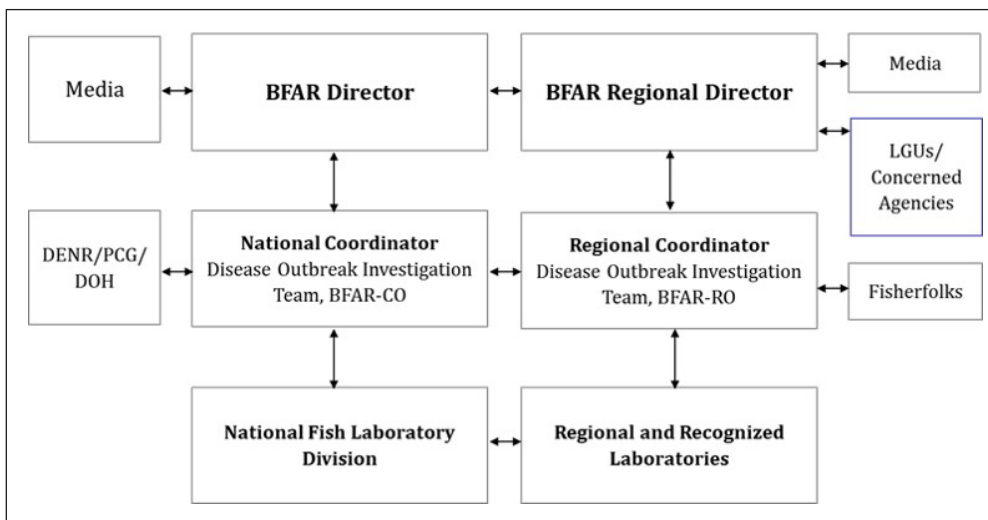 Media
BFAR Director
BFAR Regional Director
Media
LGUs/
Concerned
Agencies
DENR/PCG/
DOH
National Coordinator
Disease Outbreak Investigation
Team, BFAR-CO
Regional Coordinator
Disease Outbreak Investigation
Team, BFAR-RO
Fisherfolks
National Fish Laboratory
Division
Regional and Recognized
Laboratories